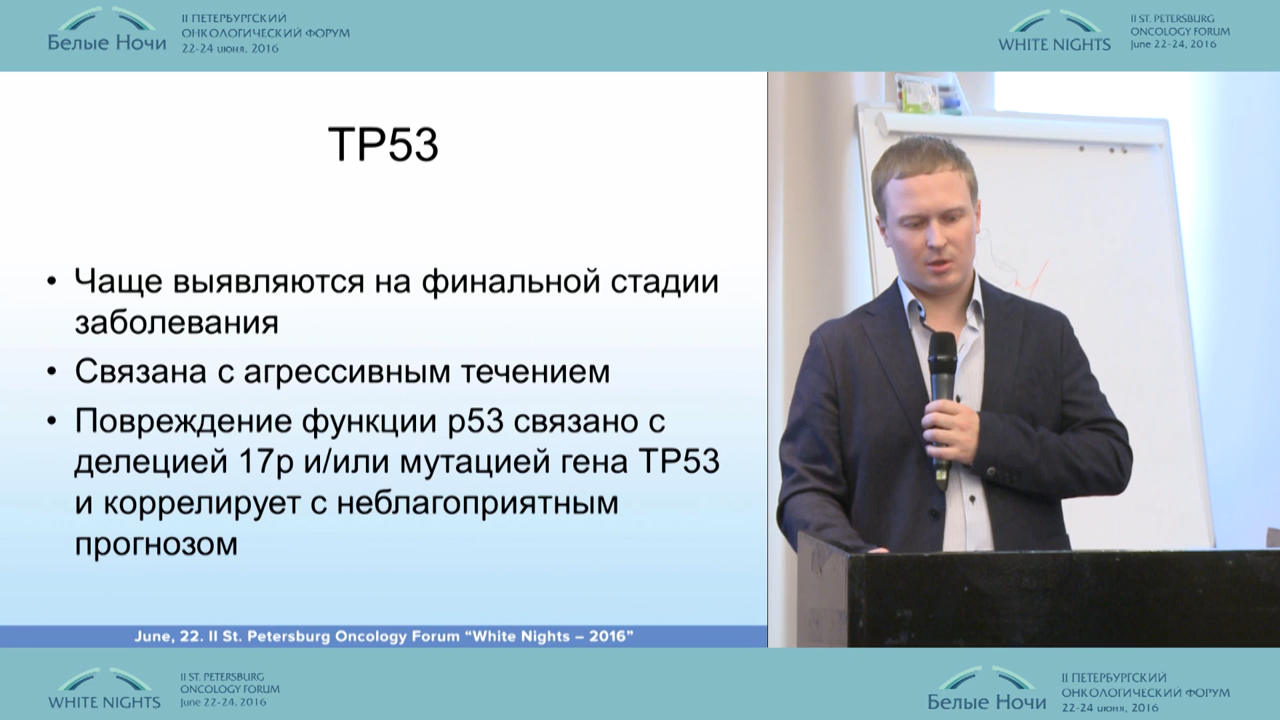 Белые Ночи
II ПЕТЕРБУРГСКИЙ
ОНКОЛОГИЧЕСКИЙ ФОРУМ
22-24 июня, 2016
WHITE NIGHTS
II ST. PETERSBURG
ONCOLOGY FORUM
June 22-24, 2016
TP53
• Чаще выявляются на финальной стадии
заболевания
• Связана с агрессивным течением
• Повреждение функции p53 связано с
делецией 17p и/или мутацией гена TP53
и коррелирует с неблагоприятным
прогнозом
June, 22. II St. Petersburg Oncology Forum “White Nights – 2016”
WHITE NIGHTS
II ST. PETERSBURG
ONCOLOGY FORUM
June 22-24, 2016
Белые Ночи
II ПЕТЕРБУРГСКИЙ
ОНКОЛОГИЧЕСКИЙ ФОРУМ
22-24 июня, 2016